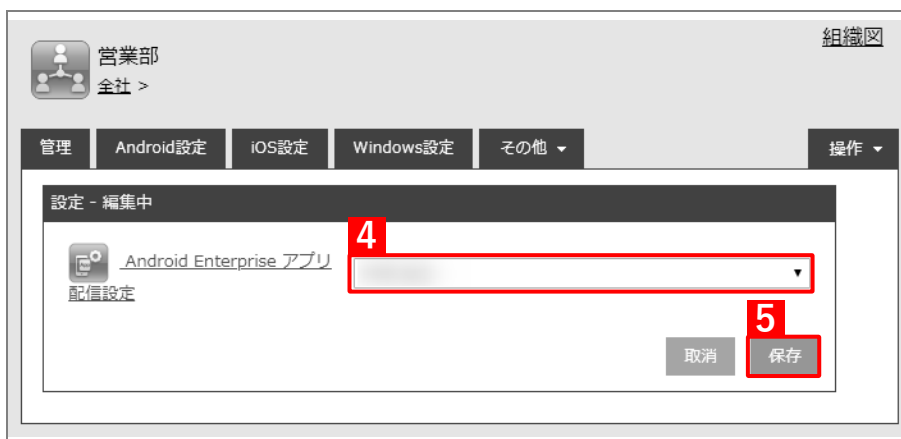 組織図
営業部
全社 >
管理
Android設定
iOS設定
Windows設定
その他 ▼
操作 ▼
設定 - 編集中
4
Android Enterprise アプリ
配信設定
5
取消
保存